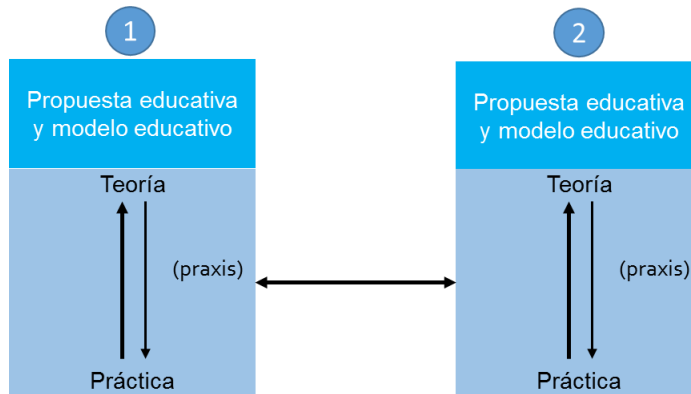 1
Propuesta educativa
y modelo educativo
Teoría
(praxis)
Práctica
2
Propuesta educativa
y modelo educativo
Teoría
(praxis)
Práctica